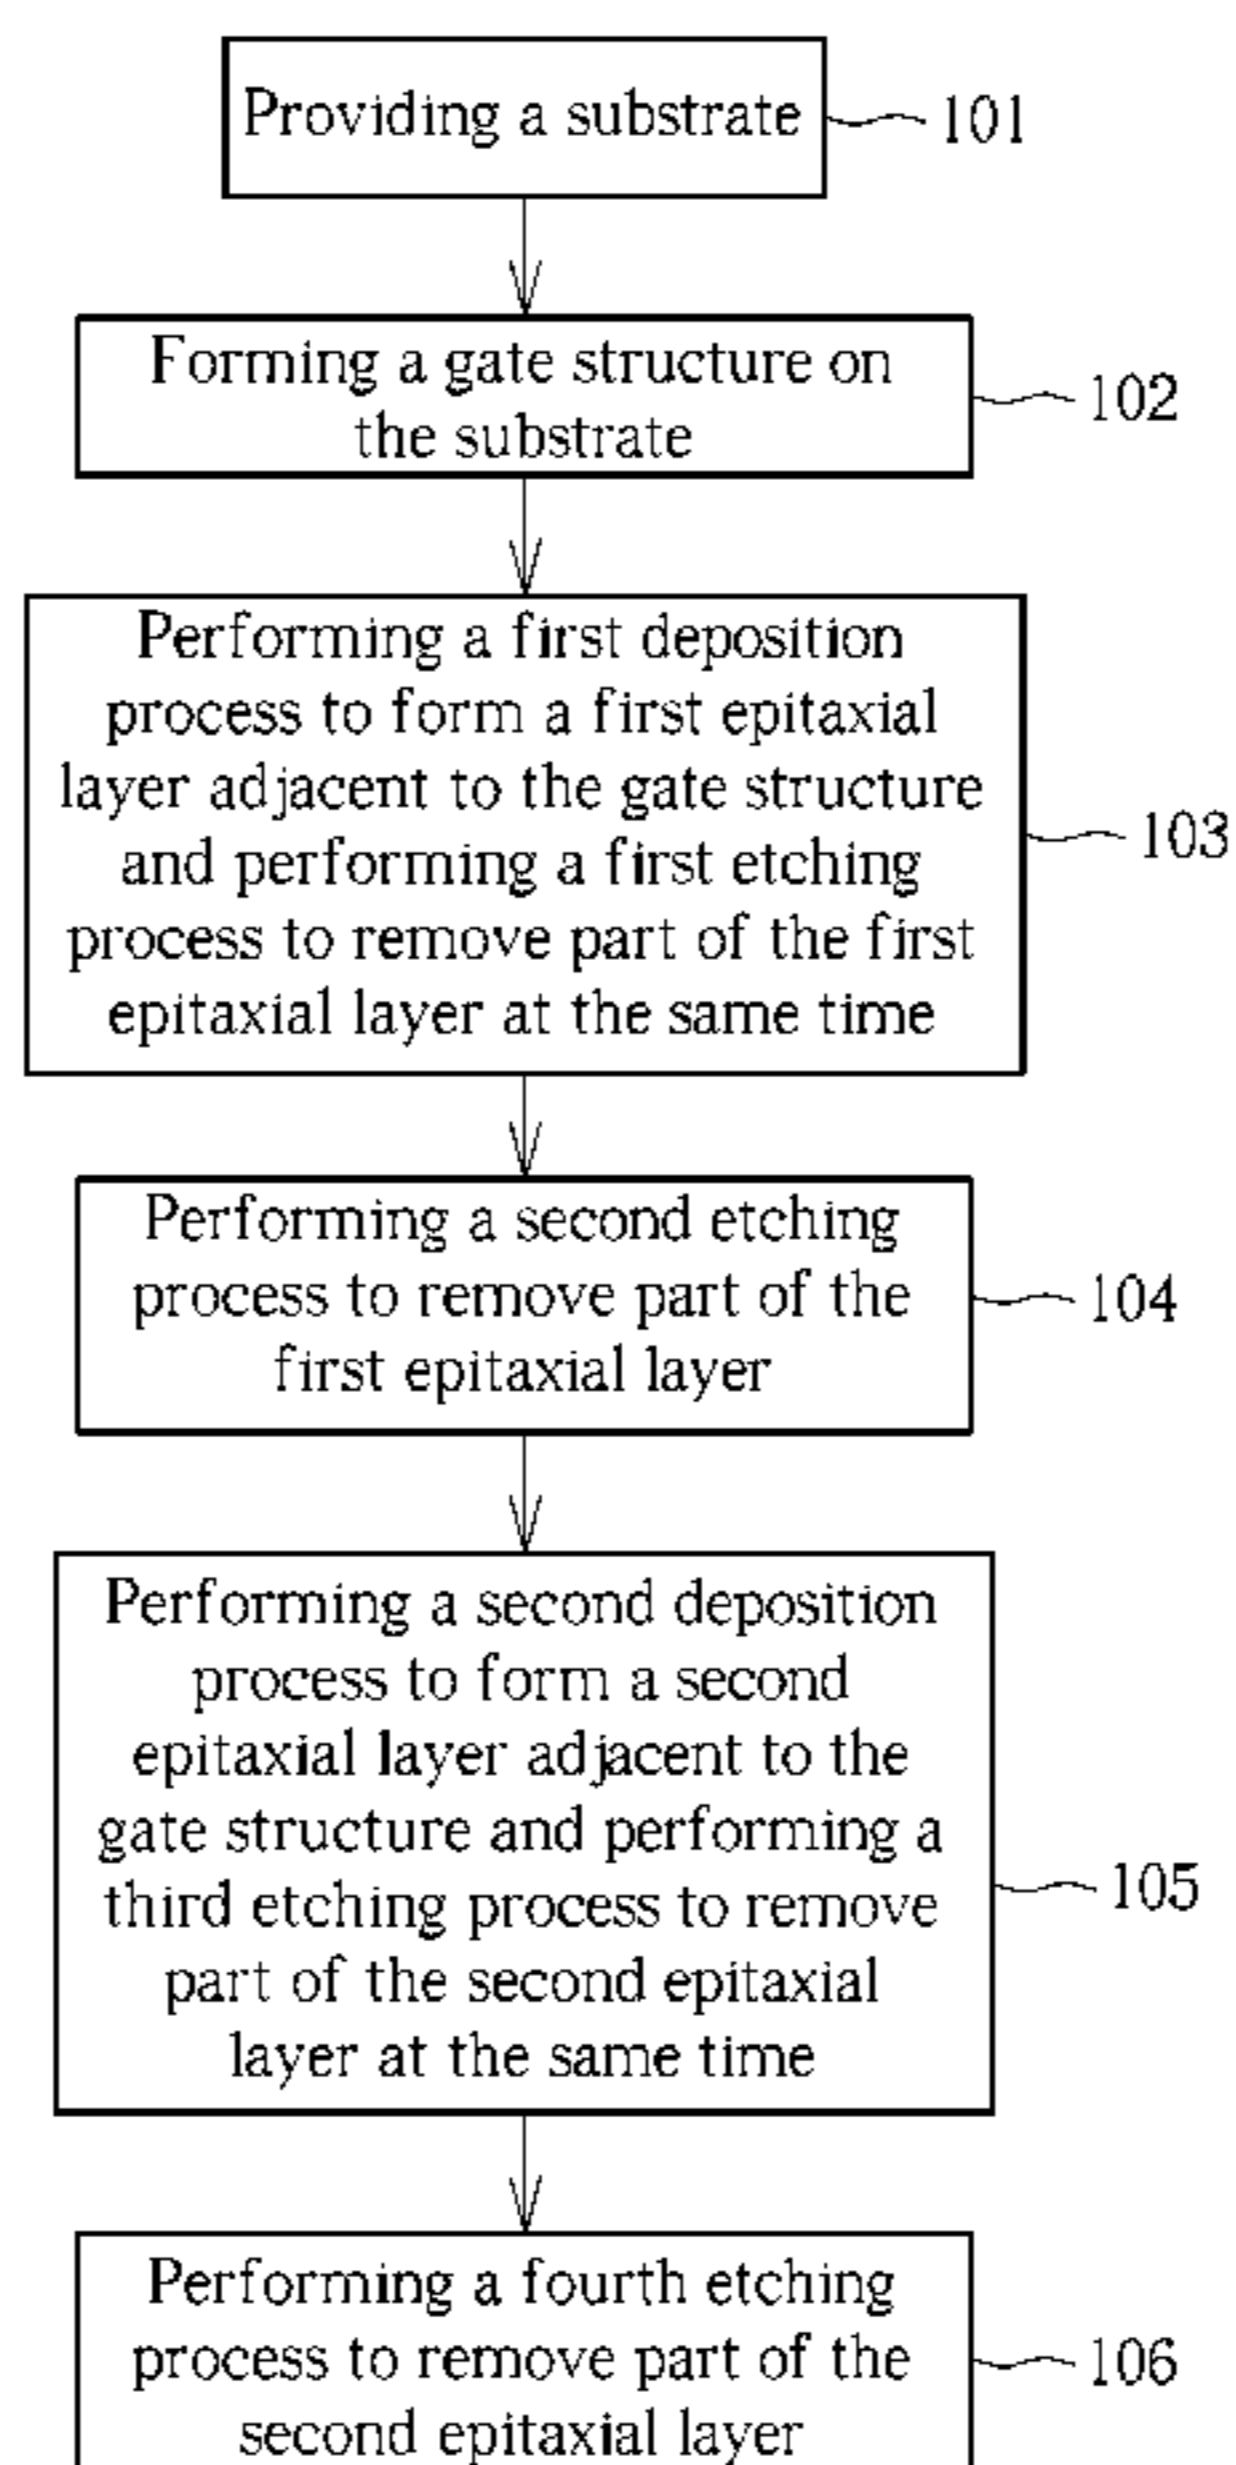 Providing a substrate
101
Forming a gate structure on
the substrate
102
Performing a first deposition
process to form a first epitaxial
layer adjacent to the gate structure
and performing a first etching
process to remove part of the first
epitaxial layer at the same time
103
Performing a second etching
process to remove part of the
first epitaxial layer
104
Performing a second deposition
process to form a second
epitaxial layer adjacent to the
gate structure and performing a
third etching process to remove
part of the second epitaxial
layer at the same time
105
Performing a fourth etching
process to remove part of the
second epitaxial layer
106